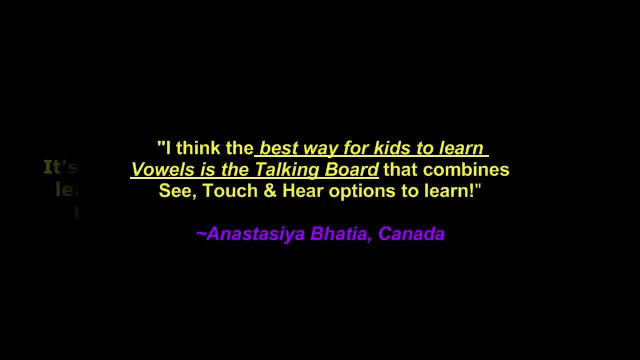 "I think the best way for kids to learn
Vowels is the Talking Board that combines
See, Touch & Hear options to learn!"
~Anastasiya Bhatia, Canada
It's